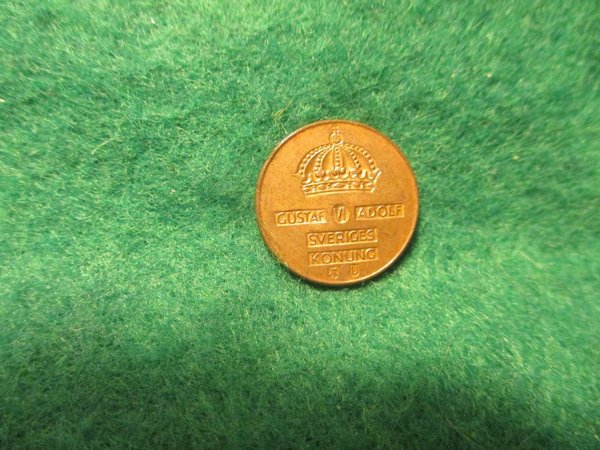 GUSTAF VI ADOLF
SVERIGES
KONUNG
U